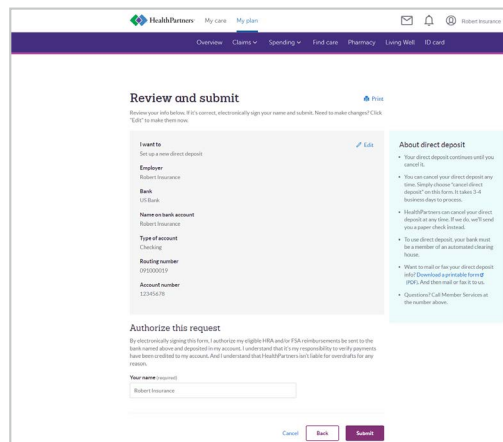 HealthPartners My care My plan Robert Insurance
Overview Claims Spending Find care Pharmacy Living Well ID card
Review and submit
Print
Review your info below. If it's correct, electronically sign your name and submit. Need to make changes? Click
"Edit" to make them now.
I want to
Edit
Set up a new direct deposit
Employer
Robert Insurance
Bank
US Bank
Name on bank account
Robert Insurance
Type of account
Checking
Routing number
091000019
Account number
12345678
About direct deposit
• Your direct deposit continues until you
cancel it.
• You can cancel your direct deposit any
time. Simply choose "cancel direct
deposit" on this form. It takes 3-4
business days to process.
• HealthPartners can cancel your direct
deposit at any time. If we do, we'll send
you a paper check instead.
• To use direct deposit, your bank must
be a member of an automated clearing
house.
• Want to mail or fax your direct deposit
info? Download a printable form
(PDF). And then mail or fax it to us.
• Questions? Call Member Services at
the number above.
Authorize this request
By electronically signing this form, I authorize my eligible HRA and/or FSA reimbursements be sent to the
bank named above and deposited in my account. I understand that it's my responsibility to verify payments
have been credited to my account. And I understand that HealthPartners isn't liable for overdrafts for any
reason.
Your name (required)
Robert Insurance
Cancel Back Submit